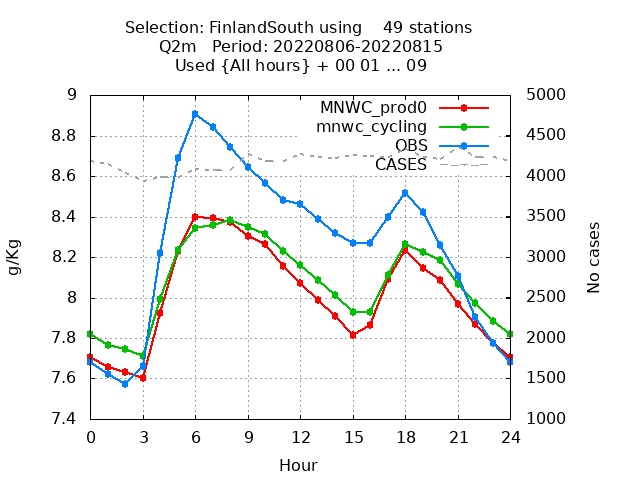 Selection: FinlandSouth using    49 stations
Q2m   Period: 20220806-20220815
Used {All hours} + 00 01 ... 09
MNWC_prod0
mnwc_cycling
OBS
CASES
9
8.8
8.6
8.4
8.2
8
7.8
7.6
7.4
g/Kg
5000
4500
4000
3500
3000
2500
2000
1500
1000
No cases
0 3 6 9 12 15 18 21 24
Hour